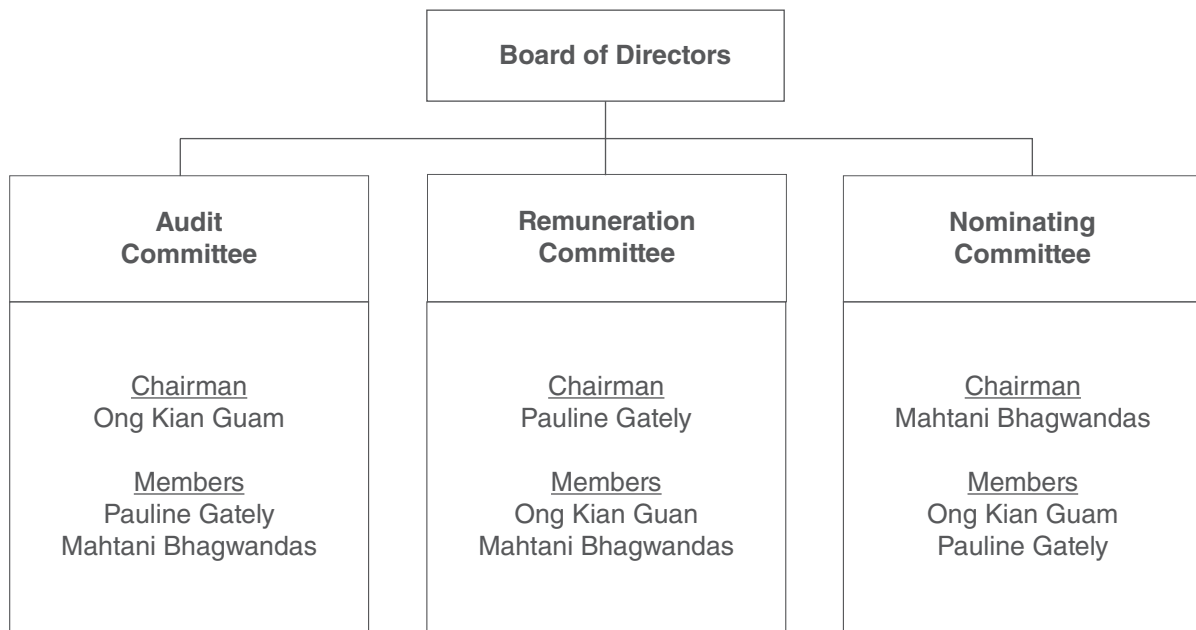 Board of Directors
Audit
Committee
Chairman
Ong Kian Guam
Members
Pauline Gately
Mahtani Bhagwandas
Remuneration
Committee
Chairman
Pauline Gately
Members
Ong Kian Guan
Mahtani Bhagwandas
Nominating
Committee
Chairman
Mahtani Bhagwandas
Members
Ong Kian Guam
Pauline Gately